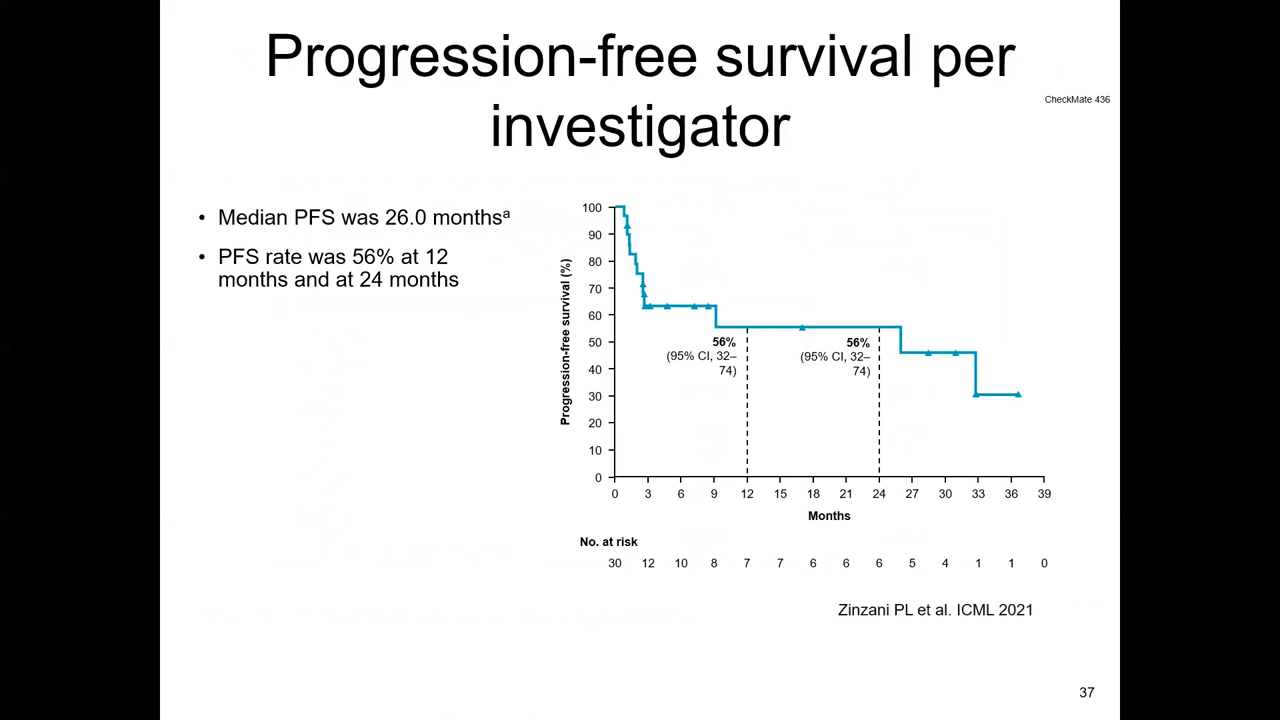 Progression-free survival per
investigator
CheckMate 436
• Median PFS was 26.0 monthsᵃ
• PFS rate was 56% at 12
months and at 24 months
Progression-free survival (%)
100
90
80
70
60
50
40
30
20
10
0
56%
(95% CI, 32–
74)
56%
(95% CI, 32–
74)
0 3 6 9 12 15 18 21 24 27 30 33 36 39
Months
No. at risk
30 12 10 8 7 7 6 6 6 5 4 1 1 0
Zinzani PL et al. ICML 2021
37